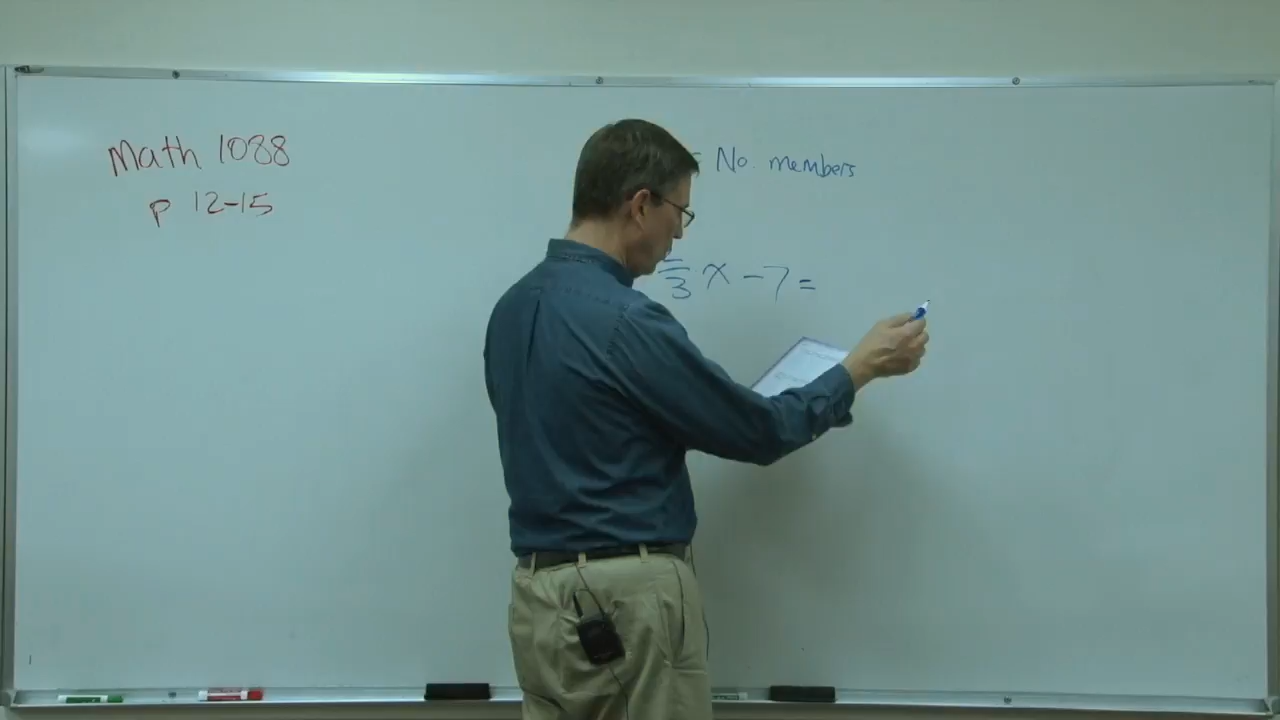 Math 1088
p 12-15
= No. members
3 x - 7 =